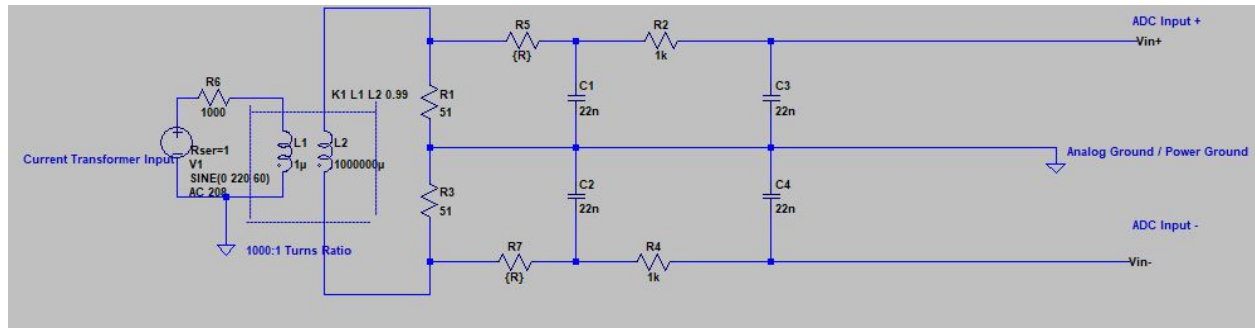 R5
{R}
R2
1k
ADC Input +
Vin+
R6
1000
K1 L1 L2 0.99
R1
51
C1
22n
C3
22n
Current Transformer Input
Rser=1
V1
SINE(0 220 60)
AC 208
L1
1µ
L2
1000000µ
Analog Ground / Power Ground
R3
51
C2
22n
C4
22n
1000:1 Turns Ratio
R7
{R}
R4
1k
ADC Input -
Vin-